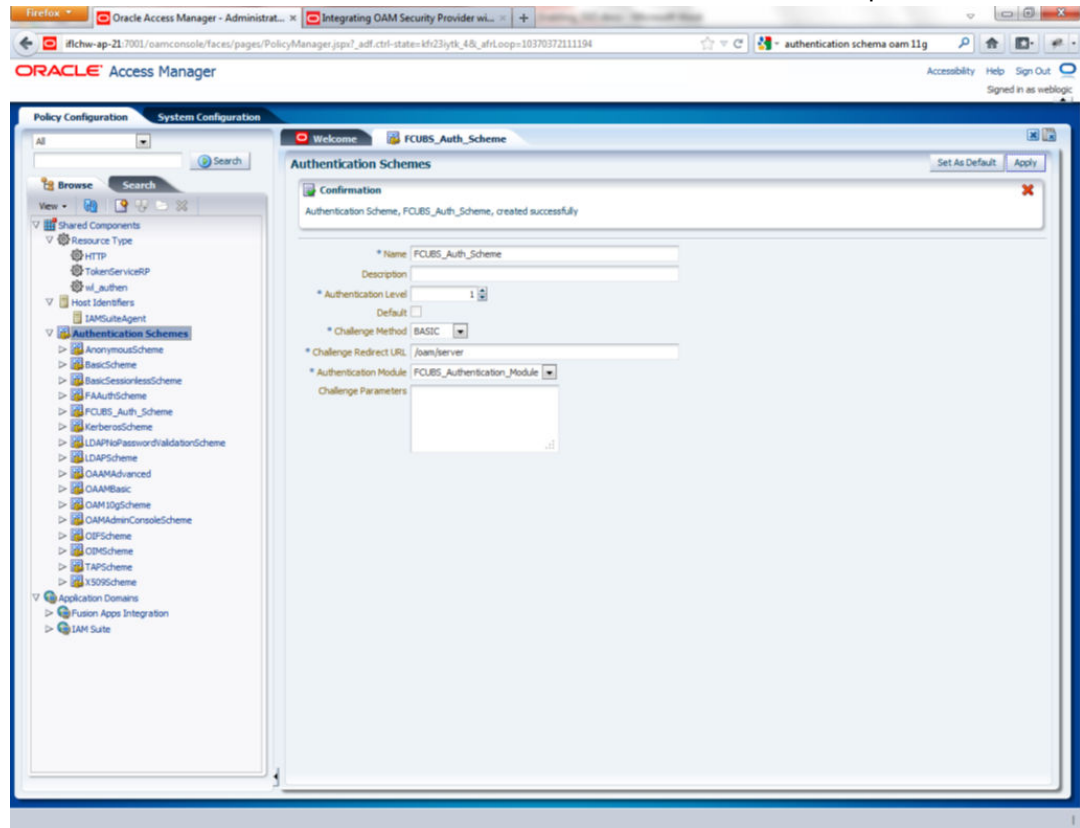 Firefox
Oracle Access Manager - Administrat...
Integrating OAM Security Provider wi...
iflchw-ap-21:7001/oamconsole/faces/pages/PolicyManager.jspx?_adf.ctrl-state=kfr23iytk_4&_afrLoop=10370372111194
authentication schema oam 11g
ORACLE Access Manager
Accessibility Help Sign Out
Signed in as weblogic
Policy Configuration System Configuration
All
Search
Browse Search
View
Shared Components
Resource Type
HTTP
TokenServiceRP
wl_authen
Host Identifiers
IAMSuiteAgent
Authentication Schemes
AnonymousScheme
BasicScheme
BasicSessionlessScheme
FAAuthScheme
FCUBS_Auth_Scheme
KerberosScheme
LDAPNoPasswordValidationScheme
LDAPScheme
OAAMAdvanced
OAAMBasic
OAM10gScheme
OAMAdminConsoleScheme
OIFScheme
OIMScheme
TAPScheme
X509Scheme
Application Domains
Fusion Apps Integration
IAM Suite
Welcome FCUBS_Auth_Scheme
Authentication Schemes
Set As Default Apply
Confirmation
Authentication Scheme, FCUBS_Auth_Scheme, created successfully
* Name FCUBS_Auth_Scheme
Description
* Authentication Level 1
Default
* Challenge Method BASIC
* Challenge Redirect URL /oam/server
* Authentication Module FCUBS_Authentication_Module
Challenge Parameters